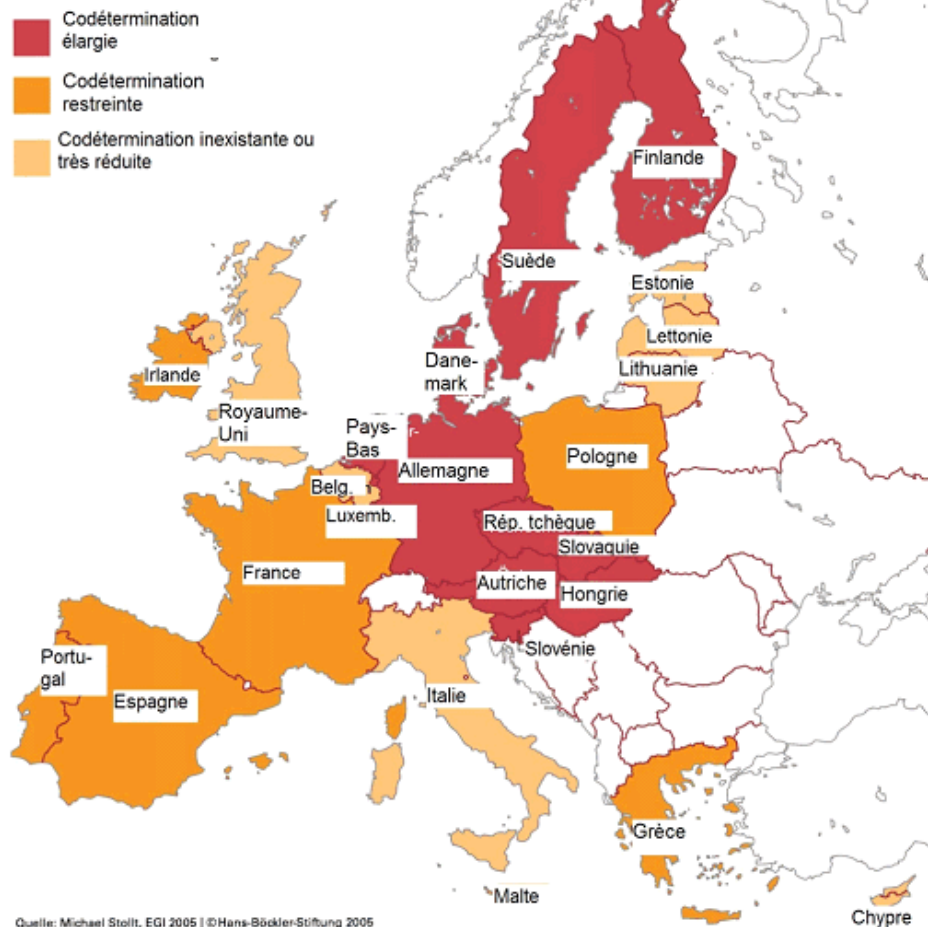 Codétermination
élargie
Codétermination
restreinte
Codétermination inexistante ou
très réduite
Finlande
Suède
Estonie
Lettonie
Lithuanie
Dane-
mark
Irlande
Royaume-
Uni
Pays-
Bas
Allemagne
Pologne
Belg.
Luxemb.
Rép. tchèque
Slovaquie
France
Autriche
Hongrie
Slovénie
Portu-
gal
Espagne
Italie
Grèce
Malte
Chypre
Quelle: Michael Stollt, EGI 2005 | © Hans-Böckler-Stiftung 2005